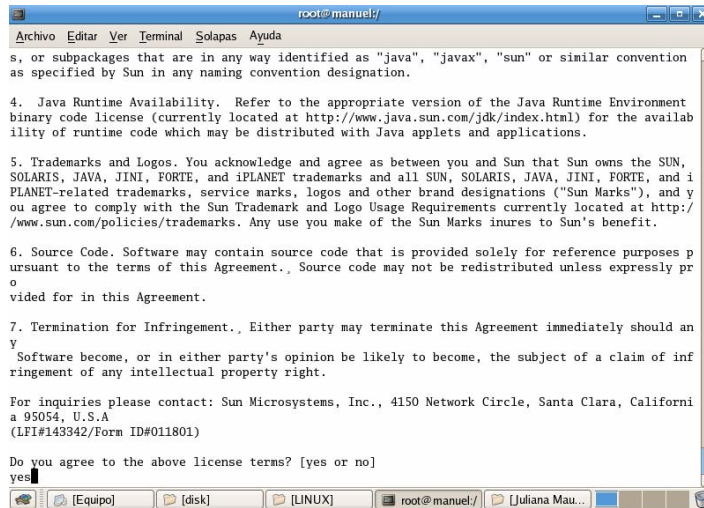 root@manuel:/
Archivo Editar Ver Terminal Solapas Ayuda
s, or subpackages that are in any way identified as "java", "javax", "sun" or similar convention
as specified by Sun in any naming convention designation.
4. Java Runtime Availability. Refer to the appropriate version of the Java Runtime Environment
binary code license (currently located at http://www.java.sun.com/jdk/index.html) for the availab
ility of runtime code which may be distributed with Java applets and applications.
5. Trademarks and Logos. You acknowledge and agree as between you and Sun that Sun owns the SUN,
SOLARIS, JAVA, JINI, FORTE, and iPLANET trademarks and all SUN, SOLARIS, JAVA, JINI, FORTE, and i
PLANET-related trademarks, service marks, logos and other brand designations ("Sun Marks"), and y
ou agree to comply with the Sun Trademark and Logo Usage Requirements currently located at http:/
/www.sun.com/policies/trademarks. Any use you make of the Sun Marks inures to Sun's benefit.
6. Source Code. Software may contain source code that is provided solely for reference purposes p
ursuant to the terms of this Agreement.¸ Source code may not be redistributed unless expressly pr
o
vided for in this Agreement.
7. Termination for Infringement.¸ Either party may terminate this Agreement immediately should an
y
Software become, or in either party's opinion be likely to become, the subject of a claim of inf
ringement of any intellectual property right.
For inquiries please contact: Sun Microsystems, Inc., 4150 Network Circle, Santa Clara, Californi
a 95054, U.S.A
(LFI#143342/Form ID#011801)
Do you agree to the above license terms? [yes or no]
yes
[Equipo] [disk] [LINUX] root@manuel:/ [Juliana Mau...